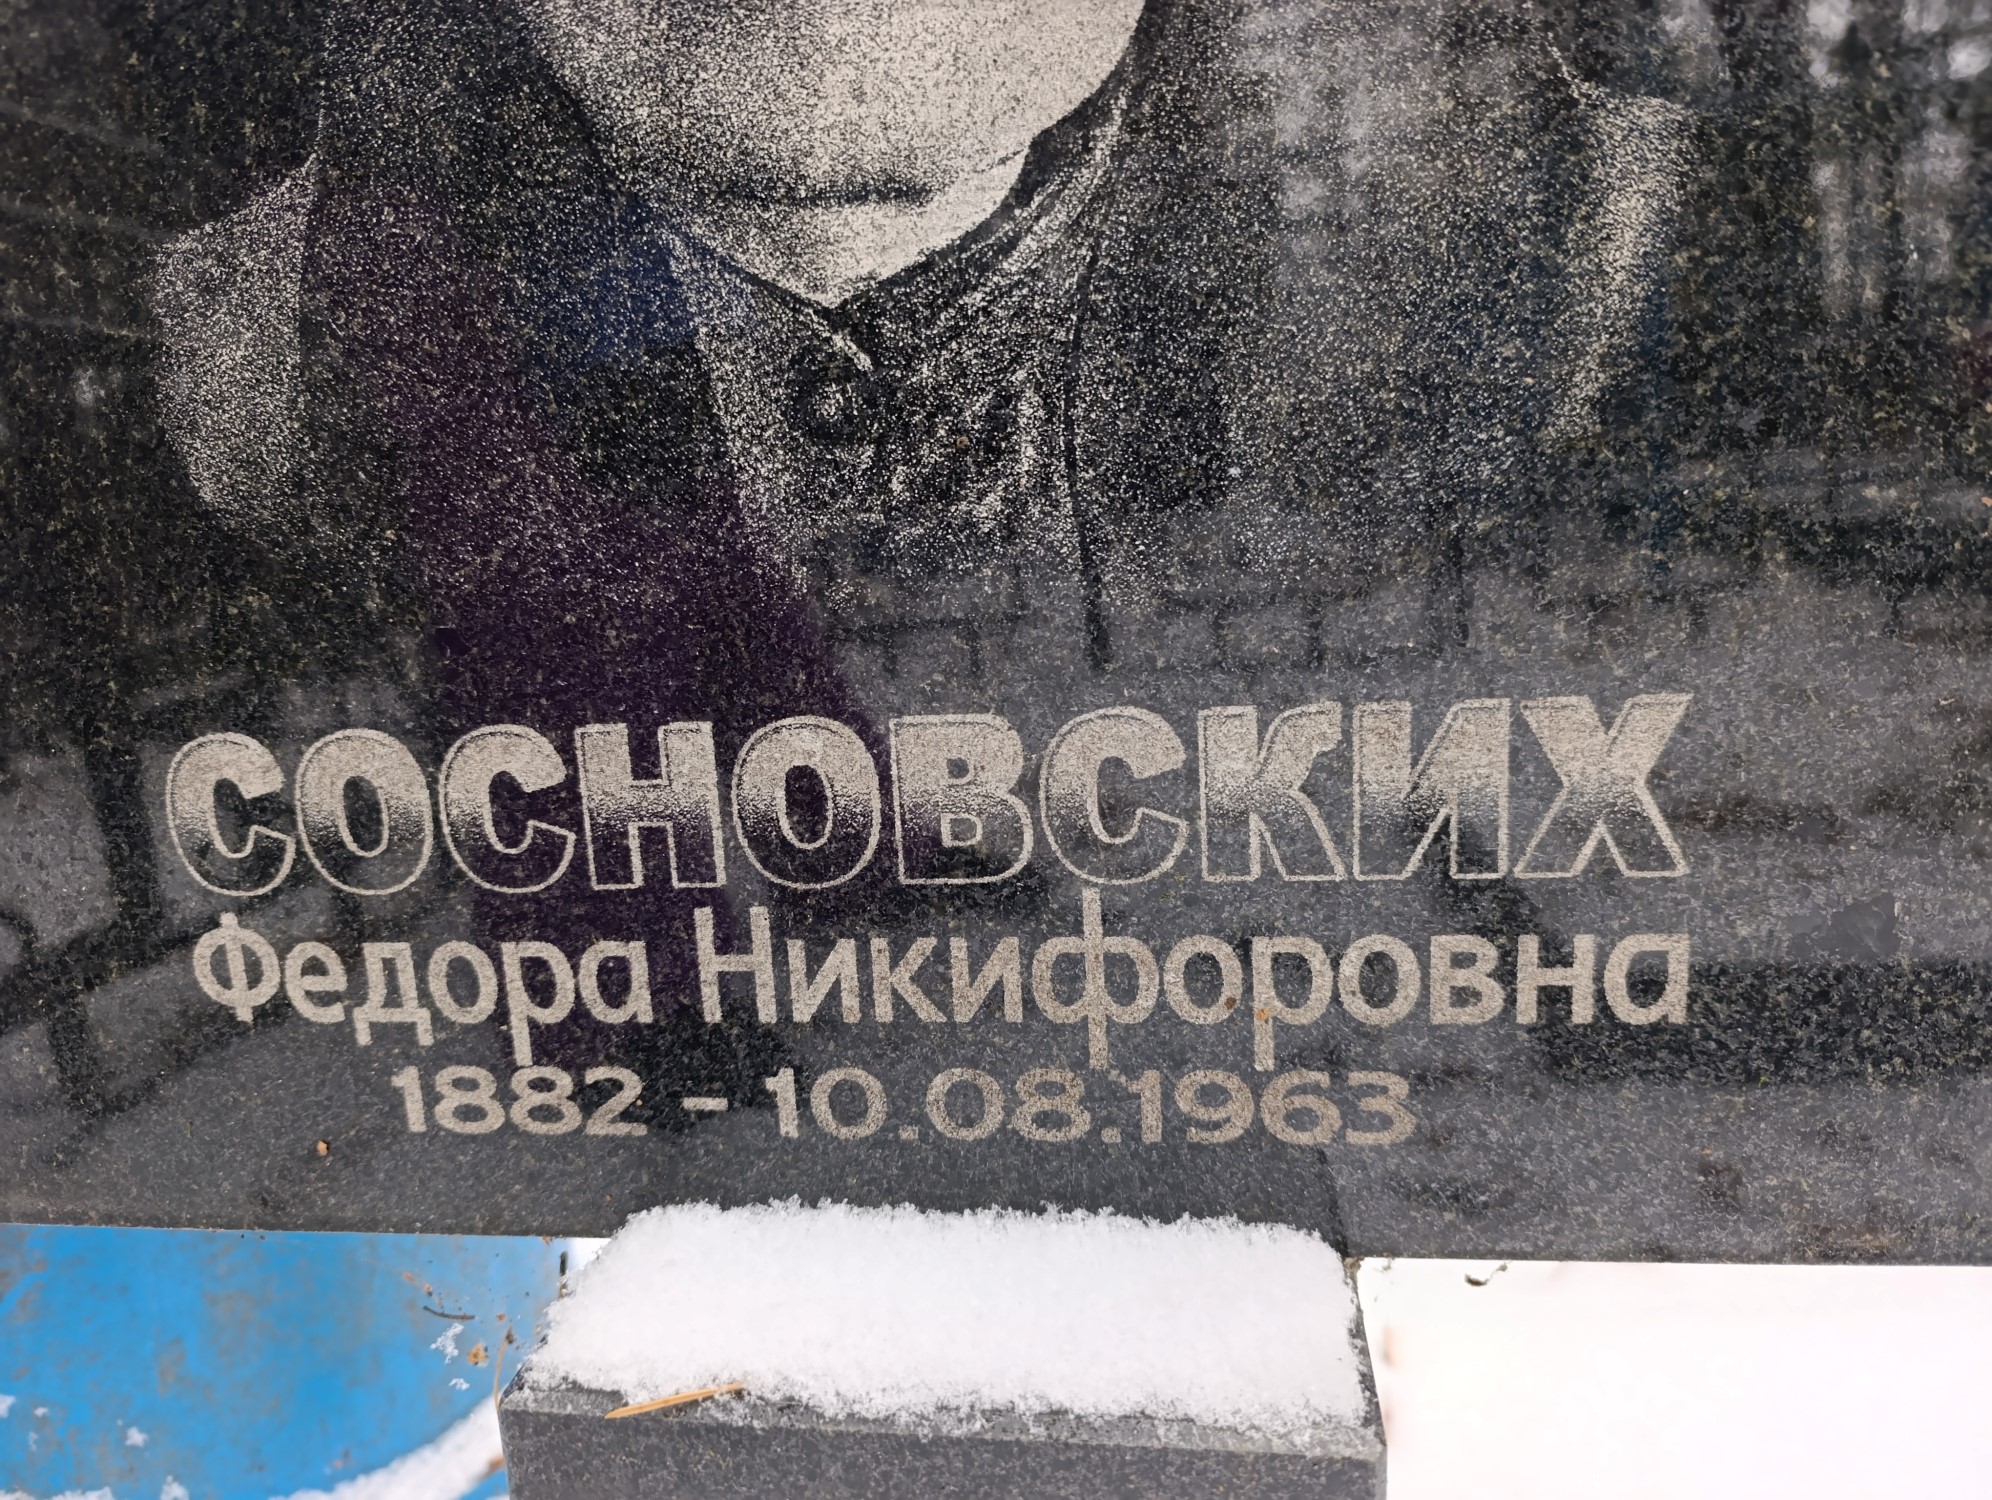 СОСНОВСКИХ
Федора Никифоровна
1882 - 10.08.1963